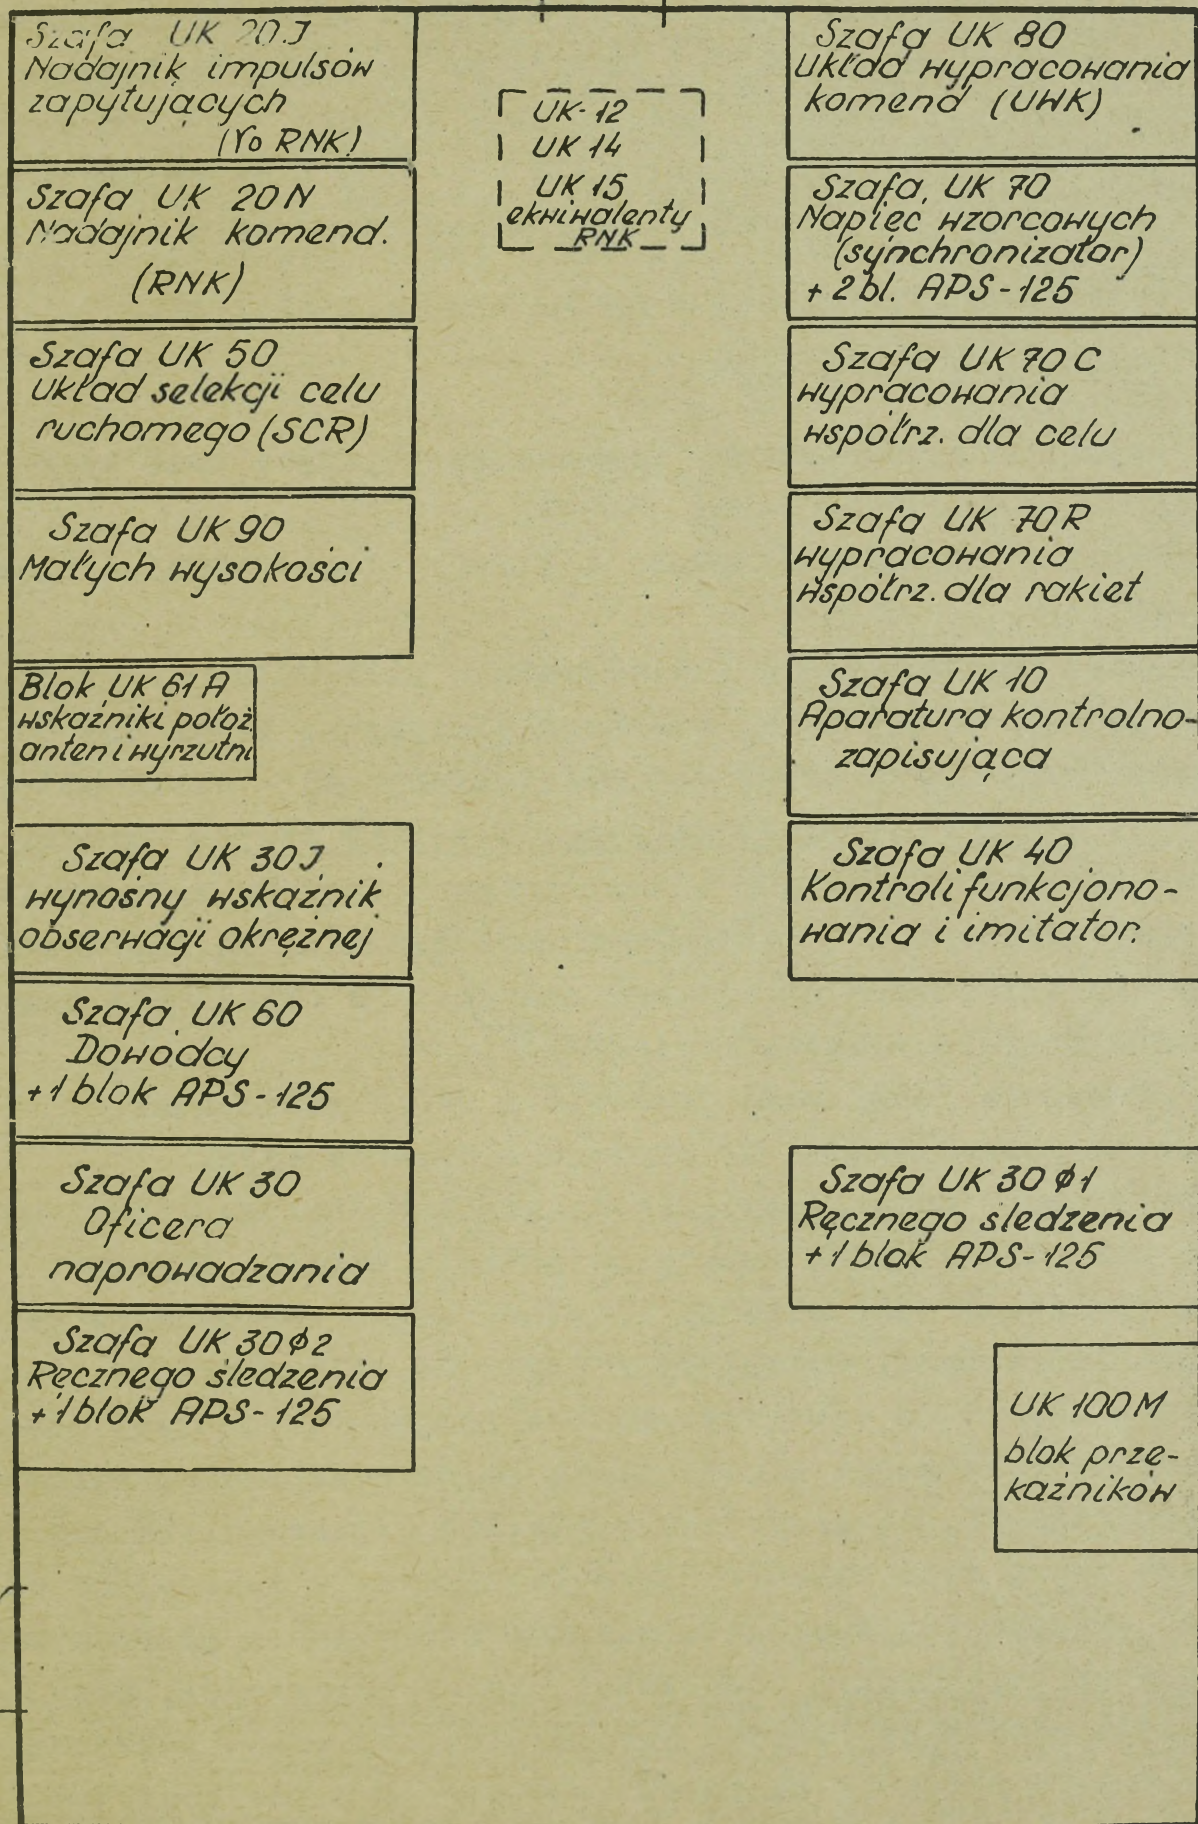 Szafa UK 20J
Nadajnik impulsów
zapytujących
(Yo RNK)
Szafa UK 20N
Nadajnik komend.
(RNK)
Szafa UK 50
układ selekcji celu
ruchomego (SCR)
Szafa UK 90
Małych wysokości
Blok UK 61A
wskaźniki położ.
anten i wyrzutni
Szafa UK 30J
wynośny wskaźnik
obserwacji okrężnej
Szafa UK 60
Dowódcy
+1 blok APS-125
Szafa UK 30
Oficera
naprowadzania
Szafa UK 30ϕ2
Ręcznego śledzenia
+1 blok APS-125
UK-12
UK 14
UK 15
ekwiwalenty
RNK
Szafa UK 80
układ wypracowania
komend (UWK)
Szafa UK 70
Napięć wzorcowych
(synchronizator)
+ 2 bl. APS-125
Szafa UK 70C
wypracowania
współrz. dla celu
Szafa UK 70R
wypracowania
współrz. dla rakiet
Szafa UK 10
Aparatura kontrolno-
zapisująca
Szafa UK 40
Kontroli funkcjono-
wania i imitator.
Szafa UK 30ϕ1
Ręcznego śledzenia
+1 blok APS-125
UK 100M
blok prze-
kaźników